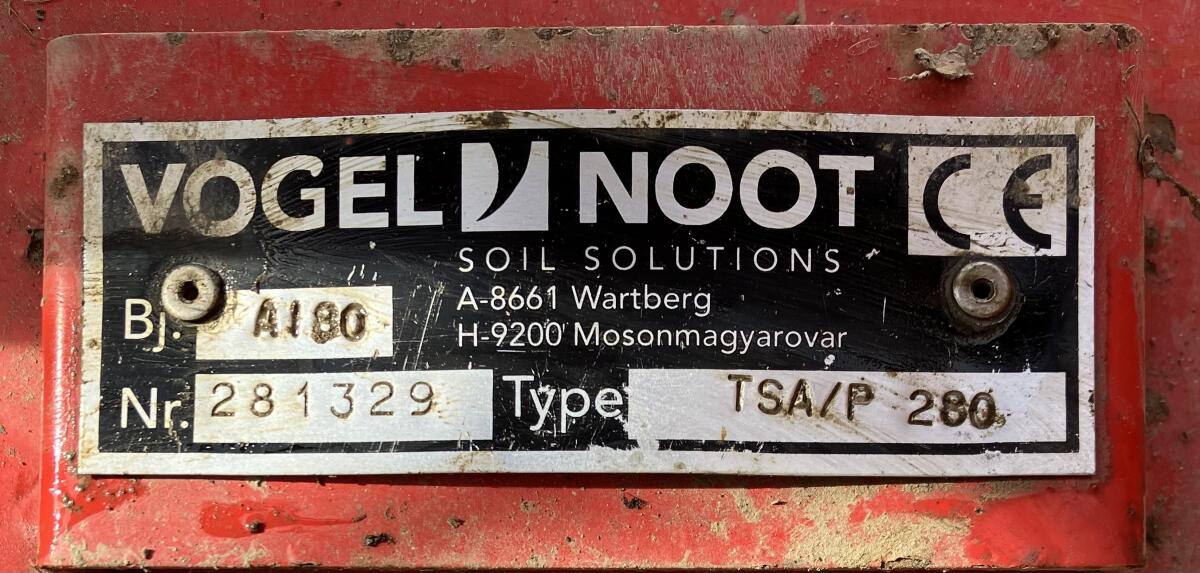 VOGEL NOOT CE
SOIL SOLUTIONS
A-8661 Wartberg
H-9200 Mosonmagyarovar
Bj. A180
Nr. 281329 Type TSA/P 280